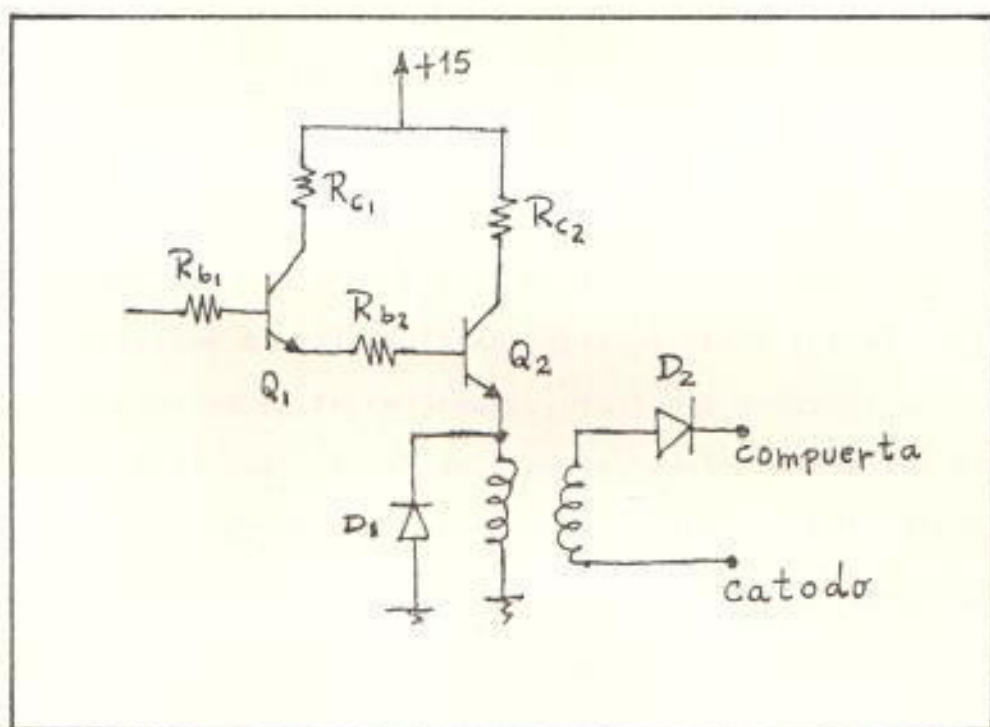 +15
Rc1
Rc2
Rb1
Rb2
Q1
Q2
D2
compuerta
D1
catodo